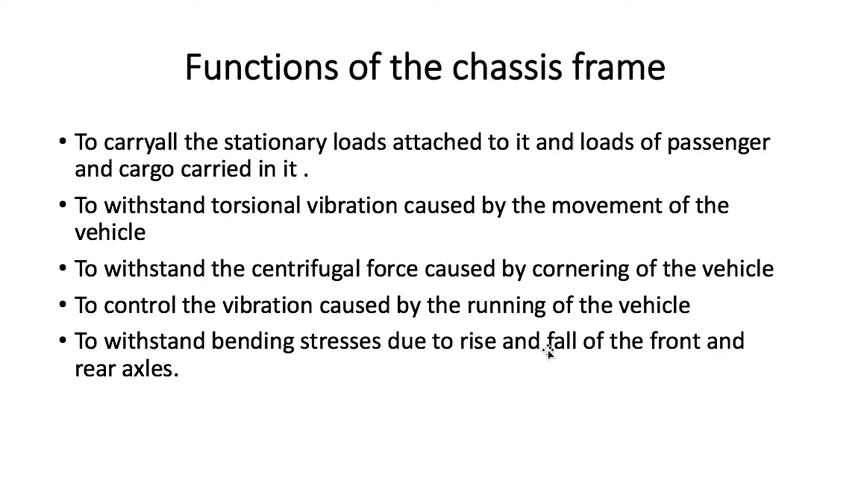 Functions of the chassis frame
• To carryall the stationary loads attached to it and loads of passenger
and cargo carried in it .
• To withstand torsional vibration caused by the movement of the
vehicle
• To withstand the centrifugal force caused by cornering of the vehicle
• To control the vibration caused by the running of the vehicle
• To withstand bending stresses due to rise and fall of the front and
rear axles.